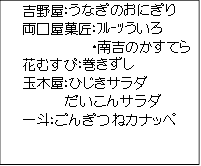 吉野屋:うなぎのおにぎり
両口屋菓匠:ﾌﾙｰﾂういろ
・南吉のかすてら
花むすび:巻きずし
玉木屋:ひじきサラダ
だいこんサラダ
一斗:ごんぎつねカナッペ